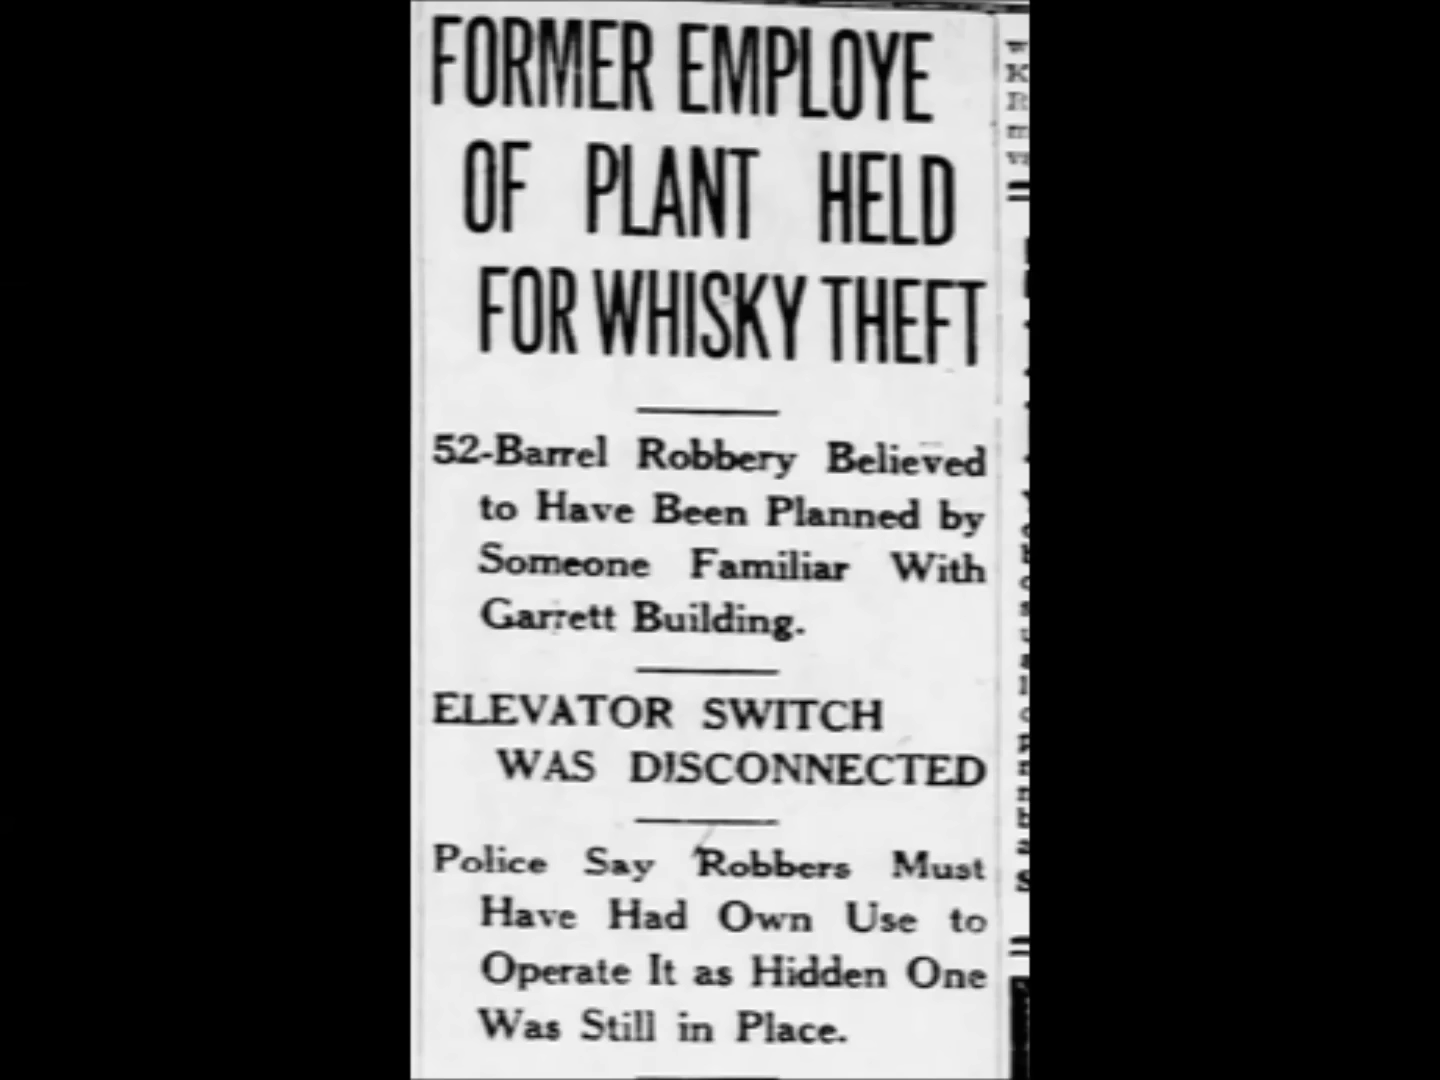 FORMER EMPLOYE
OF PLANT HELD
FOR WHISKY THEFT
52-Barrel Robbery Believed
to Have Been Planned by
Someone Familiar With
Garrett Building.
ELEVATOR SWITCH
WAS DISCONNECTED
Police Say Robbers Must
Have Had Own Use to
Operate It as Hidden One
Was Still in Place.